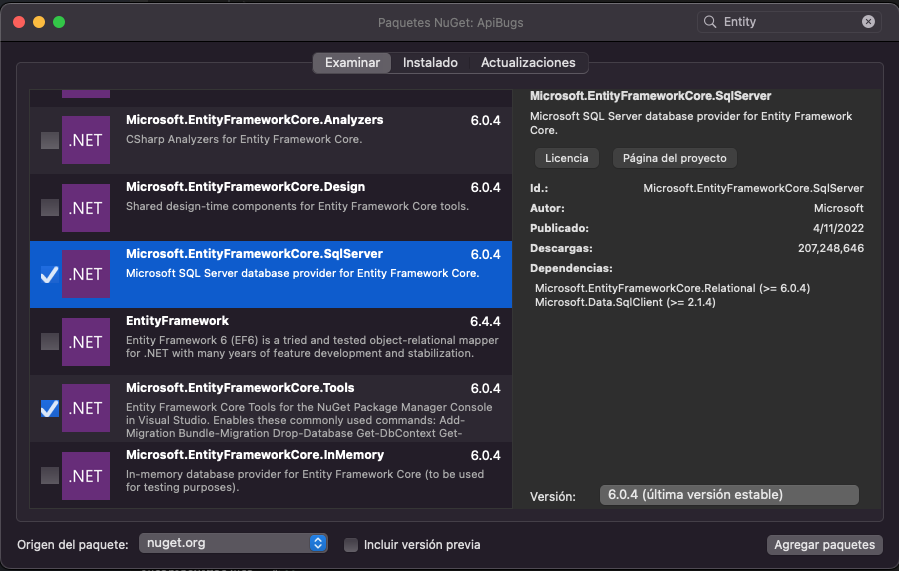 Paquetes NuGet: ApiBugs
Entity
Examinar
Instalado
Actualizaciones
Microsoft.EntityFrameworkCore.Analyzers 6.0.4
.NET
CSharp Analyzers for Entity Framework Core.
Microsoft.EntityFrameworkCore.Design 6.0.4
.NET
Shared design-time components for Entity Framework Core tools.
Microsoft.EntityFrameworkCore.SqlServer 6.0.4
.NET
Microsoft SQL Server database provider for Entity Framework Core.
EntityFramework 6.4.4
.NET
Entity Framework 6 (EF6) is a tried and tested object-relational mapper
for .NET with many years of feature development and stabilization.
Microsoft.EntityFrameworkCore.Tools 6.0.4
.NET
Entity Framework Core Tools for the NuGet Package Manager Console
in Visual Studio. Enables these commonly used commands: Add-
Migration Bundle-Migration Drop-Database Get-DbContext Get-
Microsoft.EntityFrameworkCore.InMemory 6.0.4
.NET
In-memory database provider for Entity Framework Core (to be used
for testing purposes).
Microsoft.EntityFrameworkCore.SqlServer
Microsoft SQL Server database provider for Entity Framework
Core.
Licencia
Página del proyecto
Id.: Microsoft.EntityFrameworkCore.SqlServer
Autor: Microsoft
Publicado: 4/11/2022
Descargas: 207,248,646
Dependencias:
Microsoft.EntityFrameworkCore.Relational (>= 6.0.4)
Microsoft.Data.SqlClient (>= 2.1.4)
Versión: 6.0.4 (última versión estable)
Origen del paquete: nuget.org
Incluir versión previa
Agregar paquetes